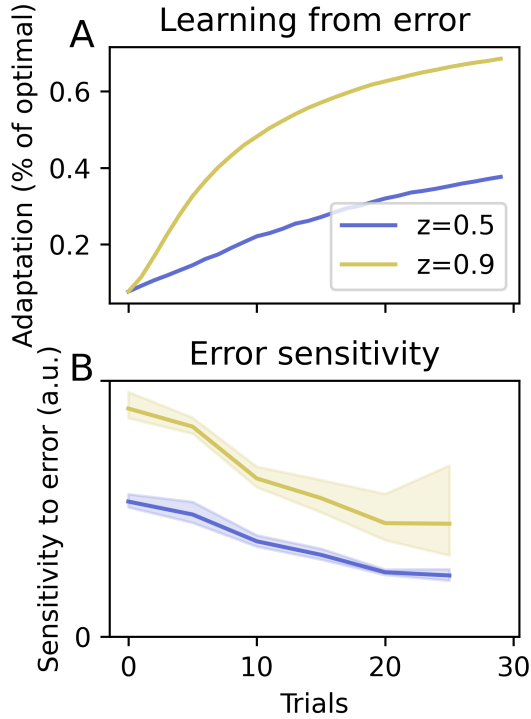 A
Learning from error
Adaptation (% of optimal)
0.6
0.4
0.2
z=0.5
z=0.9
B
Error sensitivity
Sensitivity to error (a.u.)
0
0
10
20
30
Trials